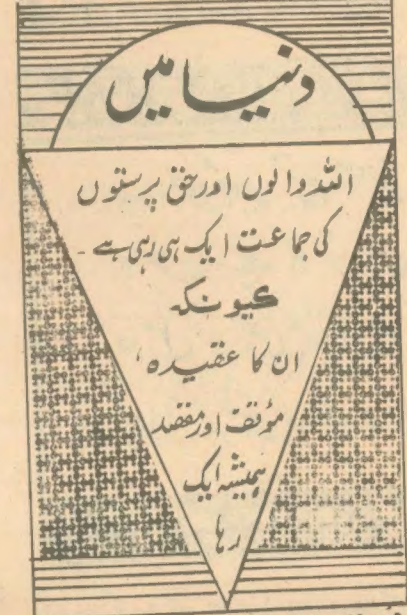 دنیا میں
اللہ والوں اور حق پرستوں
کی جماعت ایک ہی رہی ہے ۔
کیونکہ
ان کا عقیدہ ،
مؤقف اور مقصد
ہمیشہ ایک
رہا